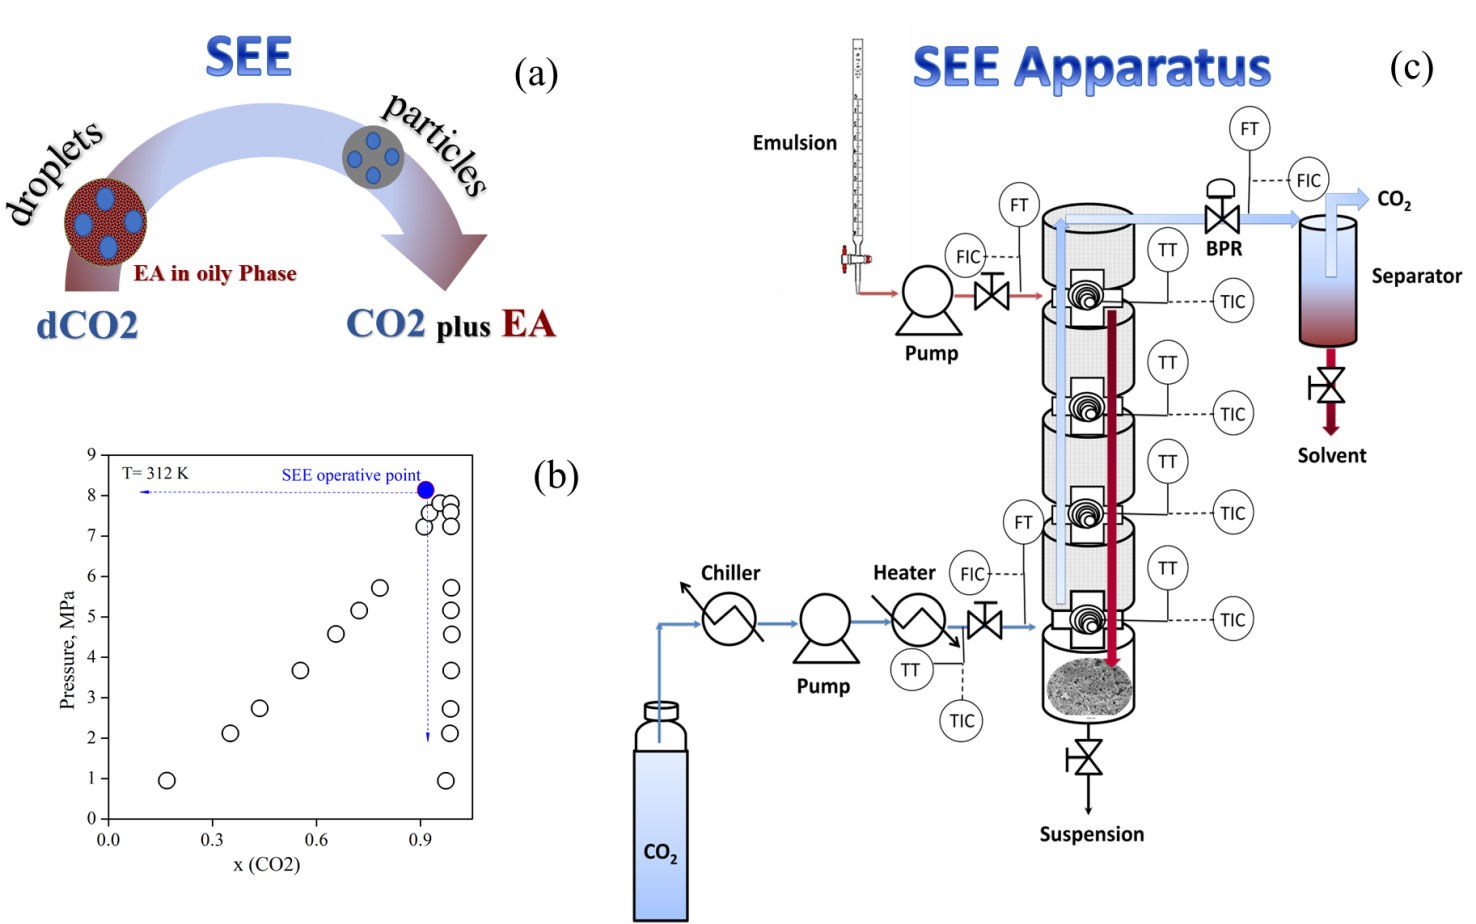 SEE
(a)
droplets
particles
EA in oily Phase
dCO2
CO2 plus EA
(b)
T= 312 K
SEE operative point
9
8
7
6
5
4
3
2
1
0
Pressure, MPa
0.0
0.3
0.6
0.9
x (CO2)
SEE Apparatus
(c)
Emulsion
Pump
FIC
FT
FT
FIC
BPR
CO₂
Separator
Solvent
TT
TIC
TT
TIC
TT
TIC
TT
TIC
FT
FIC
Chiller
Pump
Heater
TT
TIC
CO₂
Suspension